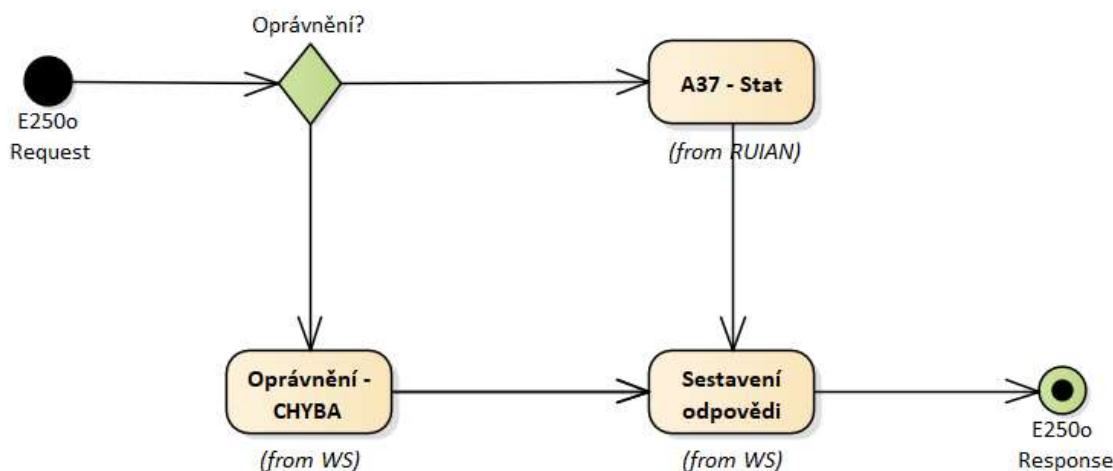 Oprávnění?
E250o
Request
A37 - Stat
(from RUIAN)
Oprávnění -
CHYBA
(from WS)
Sestavení
odpovědi
(from WS)
E250o
Response